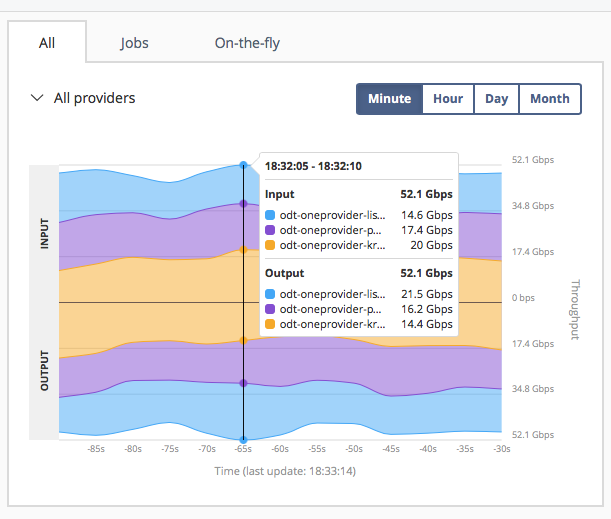 All Jobs On-the-fly
All providers
Minute Hour Day Month
52.1 Gbps
34.8 Gbps
17.4 Gbps
0 bps
17.4 Gbps
34.8 Gbps
52.1 Gbps
Throughput
INPUT
OUTPUT
18:32:05 - 18:32:10
Input 52.1 Gbps
odt-oneprovider-lis... 14.6 Gbps
odt-oneprovider-p... 17.4 Gbps
odt-oneprovider-kr... 20 Gbps
Output 52.1 Gbps
odt-oneprovider-lis... 21.5 Gbps
odt-oneprovider-p... 16.2 Gbps
odt-oneprovider-kr... 14.4 Gbps
-85s -80s -75s -70s -65s -60s -55s -50s -45s -40s -35s -30s
Time (last update: 18:33:14)